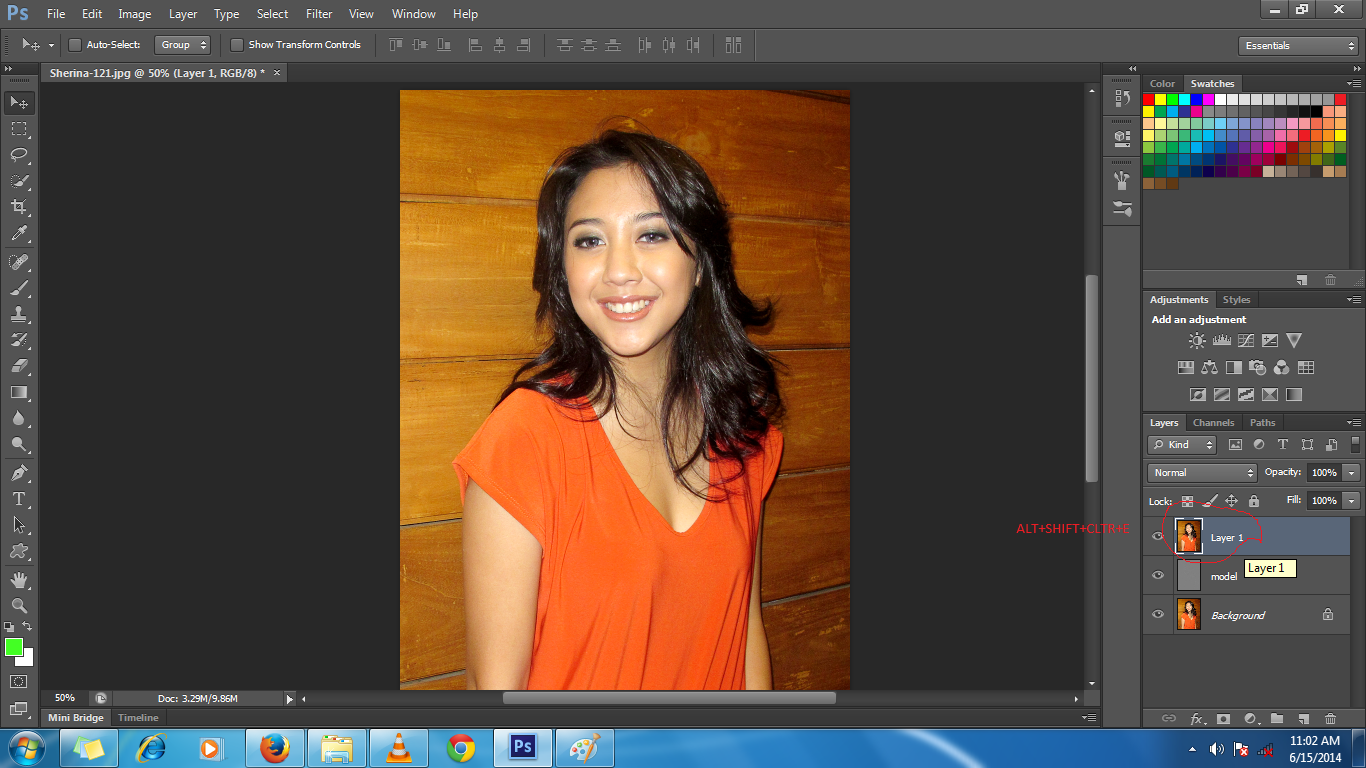 Ps File Edit Image Layer Type Select Filter View Window Help
Auto-Select: Group Show Transform Controls Essentials
Sherina-121.jpg @ 50% (Layer 1, RGB/8) * ×
Color Swatches
Adjustments Styles
Add an adjustment
Layers Channels Paths
Kind T
Normal Opacity: 100%
Lock: Fill: 100%
ALT+SHIFT+CLTR+E
Layer 1
Layer 1
model
Background
fx
T
50% Doc: 3.29M/9.86M
Mini Bridge Timeline
Ps
11:02 AM
6/15/2014